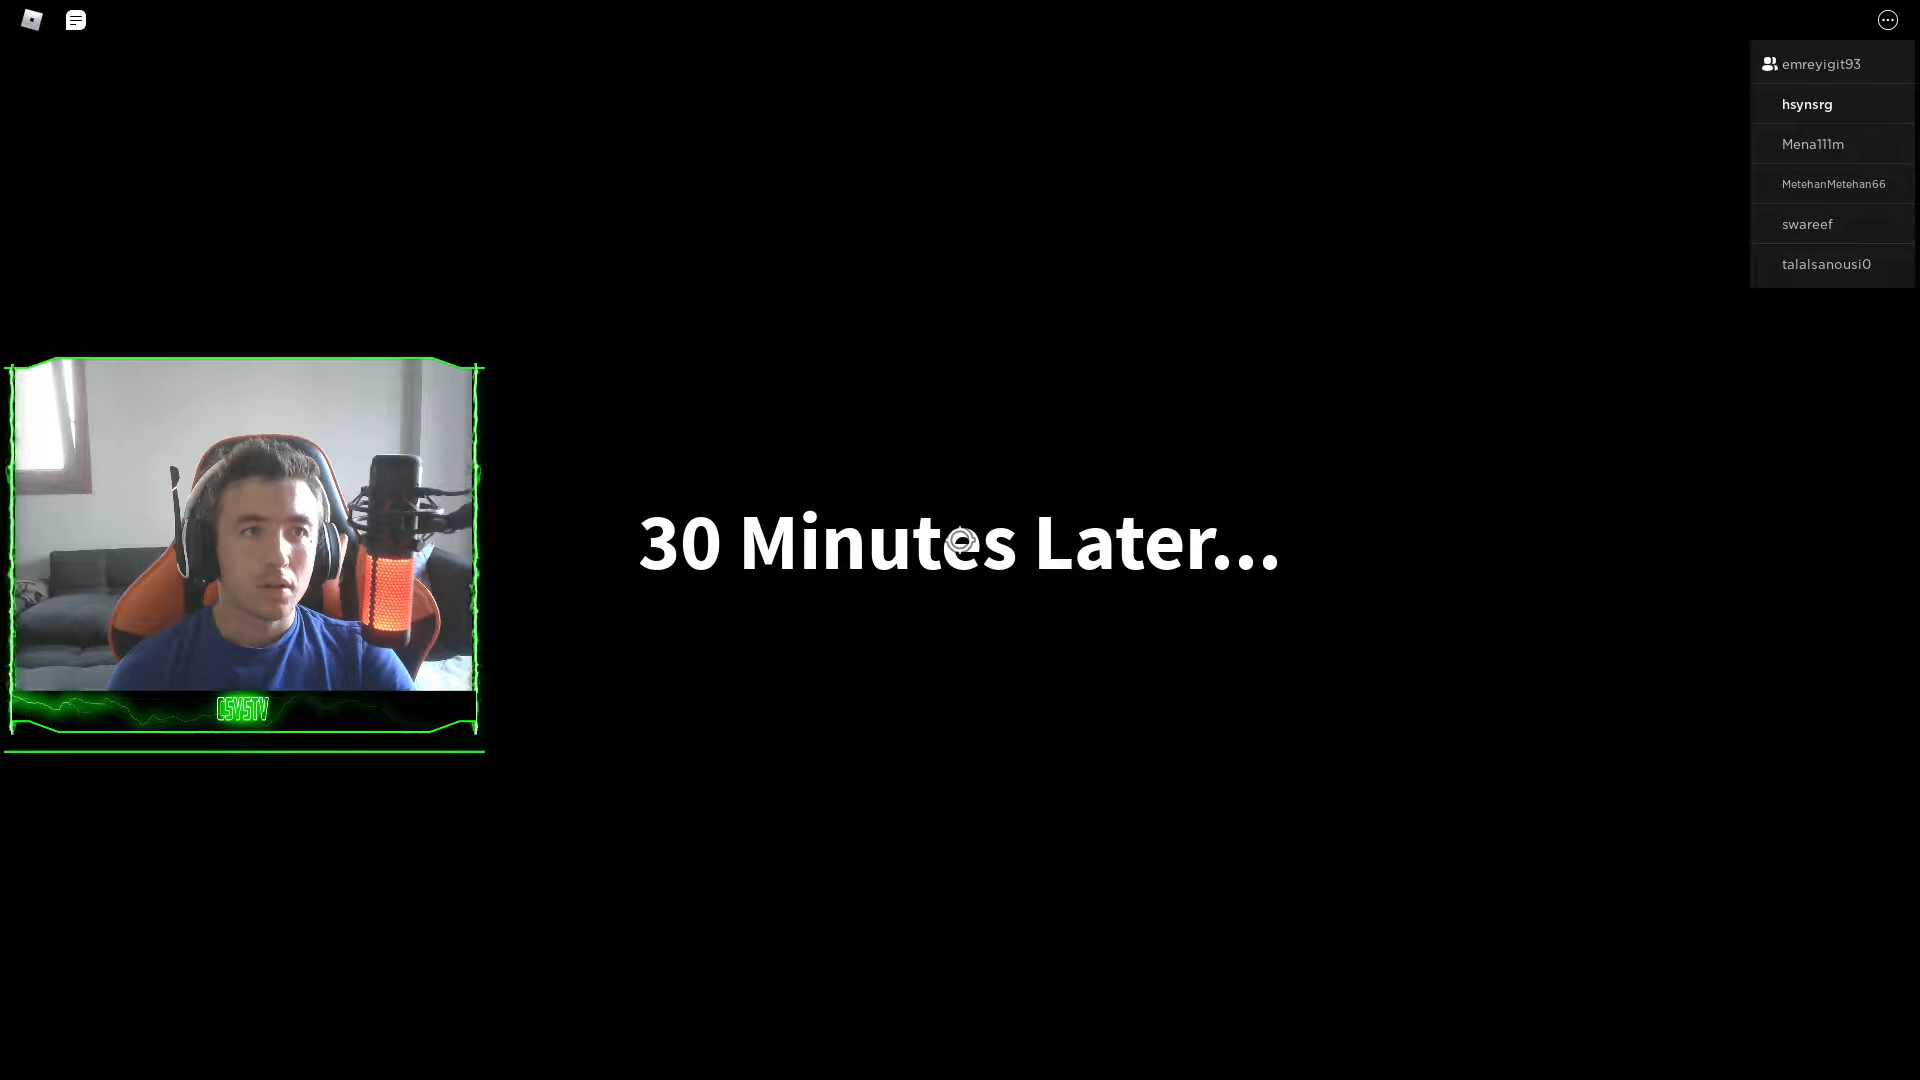 emreyigit93
hsynsrg
Mena111m
MetehanMetehan66
swareef
talalsanousi0
30 Minutes Later...
CSYSTV